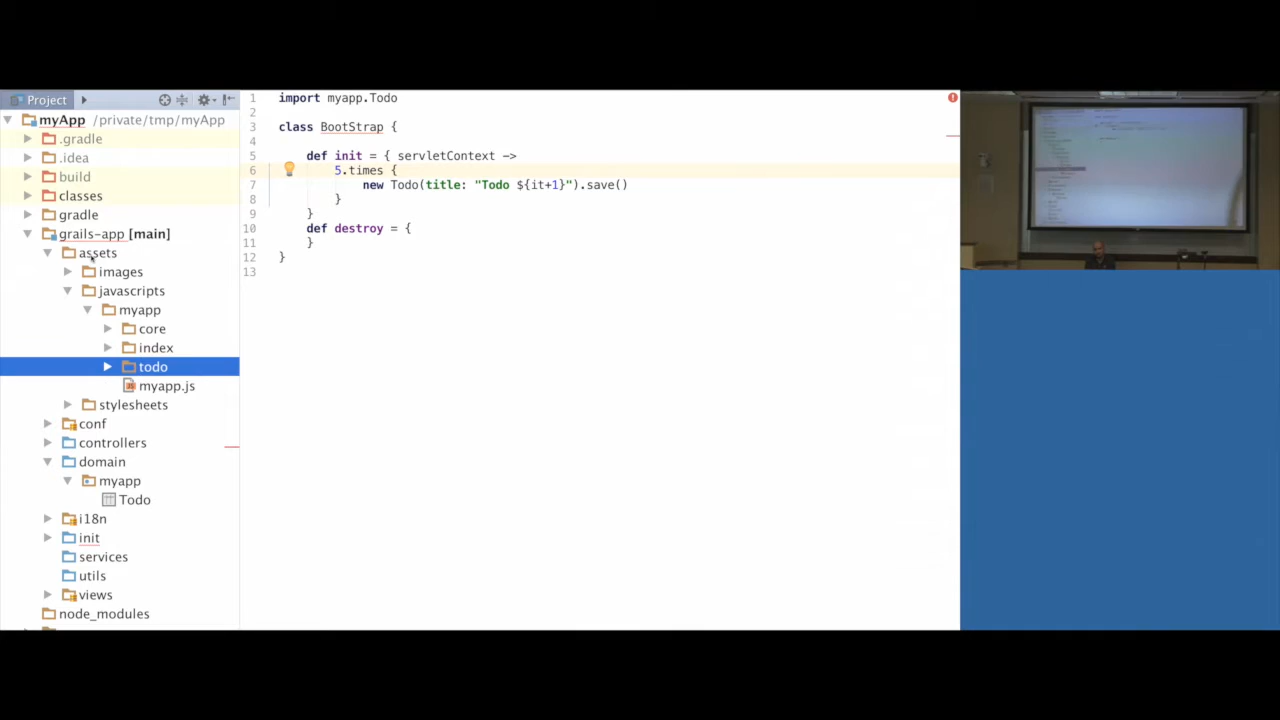 Project
myApp /private/tmp/myApp
.gradle
.idea
build
classes
gradle
grails-app [main]
assets
images
javascripts
myapp
core
index
todo
myapp.js
stylesheets
conf
controllers
domain
myapp
Todo
i18n
init
services
utils
views
node_modules
1 import myapp.Todo
2
3 class BootStrap {
4
5 def init = { servletContext ->
6 5.times {
7 new Todo(title: "Todo ${it+1}").save()
8 }
9 }
10 def destroy = {
11 }
12 }
13